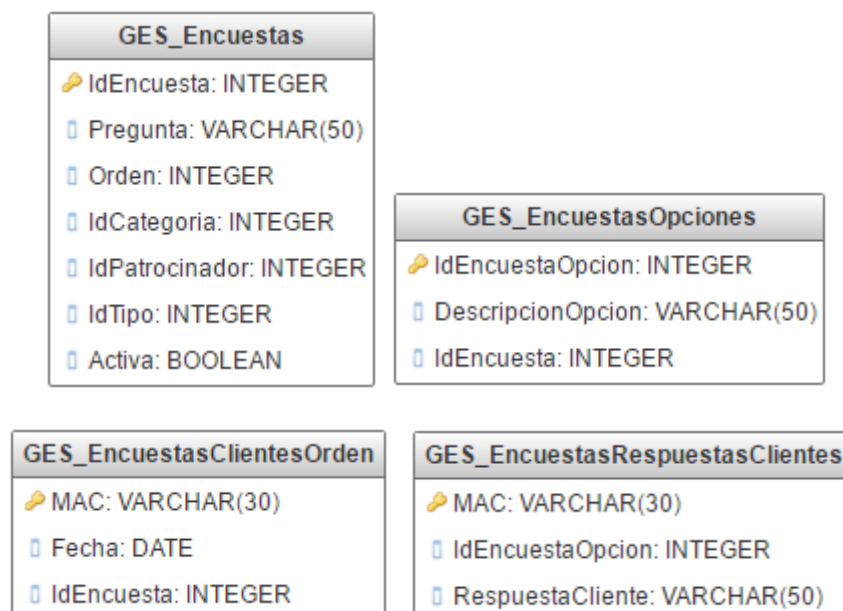 GES_Encuestas
IdEncuesta: INTEGER
Pregunta: VARCHAR(50)
Orden: INTEGER
IdCategoria: INTEGER
IdPatrocinador: INTEGER
IdTipo: INTEGER
Activa: BOOLEAN
GES_EncuestasOpciones
IdEncuestaOpcion: INTEGER
DescripcionOpcion: VARCHAR(50)
IdEncuesta: INTEGER
GES_EncuestasClientesOrden
MAC: VARCHAR(30)
Fecha: DATE
IdEncuesta: INTEGER
GES_EncuestasRespuestasClientes
MAC: VARCHAR(30)
IdEncuestaOpcion: INTEGER
RespuestaCliente: VARCHAR(50)